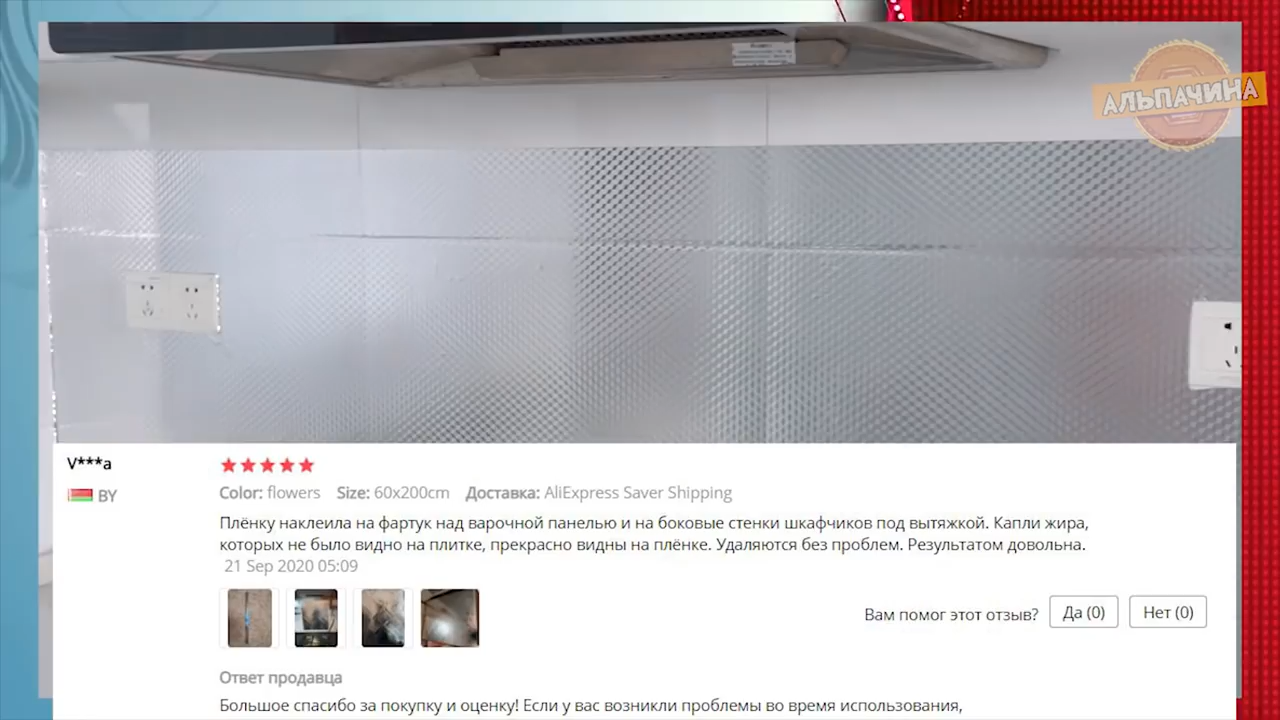 АЛЬПАЧИНА
V***a
BY
Color: flowers Size: 60x200cm Доставка: AliExpress Saver Shipping
Плёнку наклеила на фартук над варочной панелью и на боковые стенки шкафчиков под вытяжкой. Капли жира,
которых не было видно на плитке, прекрасно видны на плёнке. Удаляются без проблем. Результатом довольна.
21 Sep 2020 05:09
Вам помог этот отзыв? Да (0) Нет (0)
Ответ продавца
Большое спасибо за покупку и оценку! Если у вас возникли проблемы во время использования,